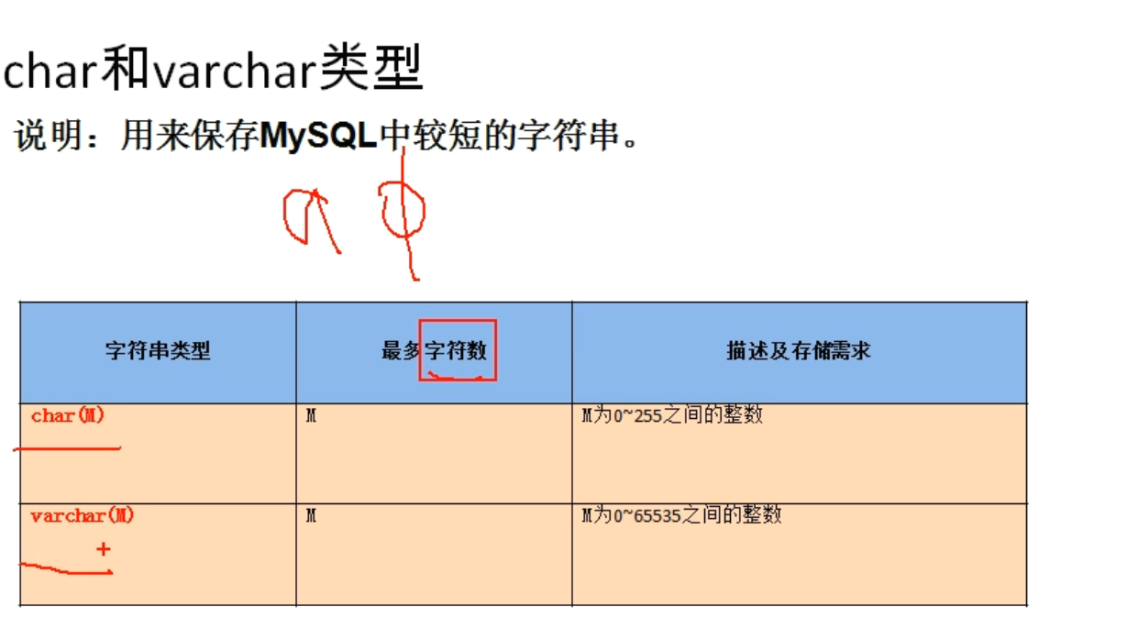 char和varchar类型
说明：用来保存MySQL中较短的字符串。
a 中
字符串类型 最多字符数 描述及存储需求
char(M) M M为0~255之间的整数
varchar(M) M M为0~65535之间的整数